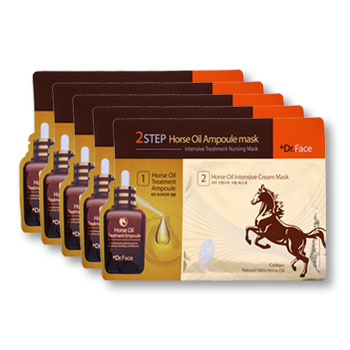 2STEP Horse Oil Ampoule mask
Intensive Treatment Nursing Mask
+Dr.Face
1
Horse Oil
Treatment
Ampoule
2
Horse Oil Intensive Cream Mask
Horse Oil
Treatment Ampoule
+Dr.Face
Contains
Natural 100% Horse Oil